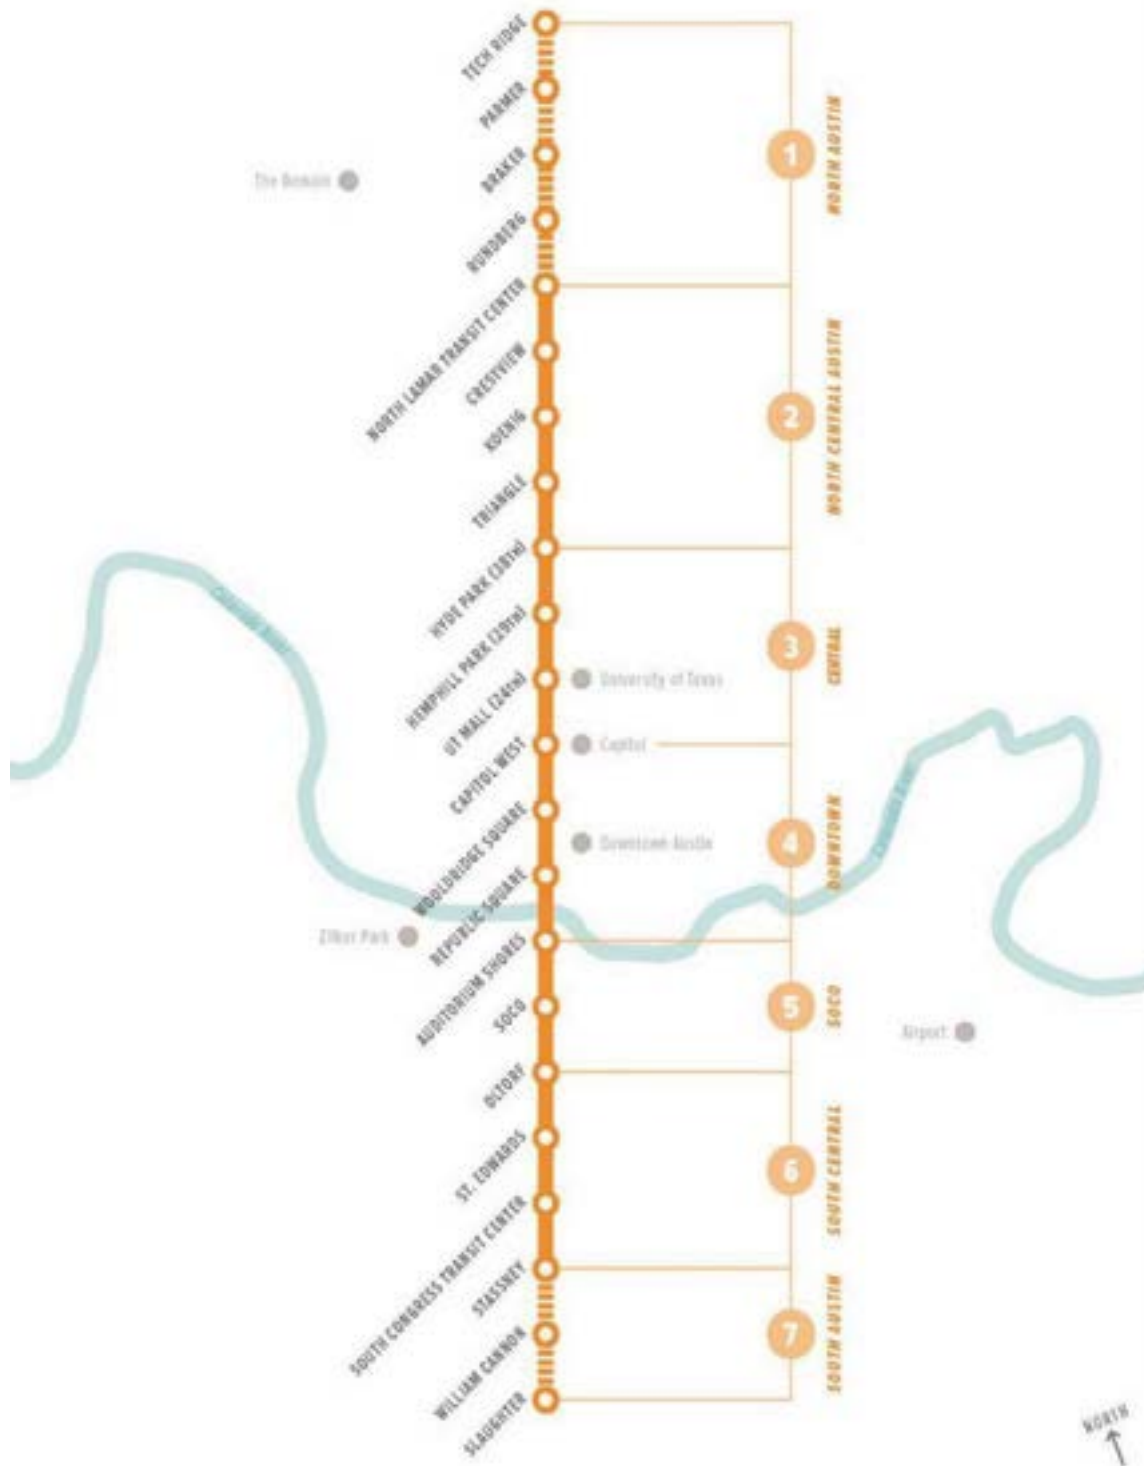 TECH RIDGE
PARMER
BRAKER
RUNDBERG
NORTH LAMAR TRANSIT CENTER
CRESTVIEW
KOENIG
TRIANGLE
HYDE PARK (38TH)
HEMPHILL PARK (29TH)
UT MALL (24TH)
CAPITOL WEST
WOOLDRIDGE SQUARE
REPUBLIC SQUARE
AUDITORIUM SHORES
SOCO
OLTORF
ST. EDWARDS
SOUTH CONGRESS TRANSIT CENTER
STASSNEY
WILLIAM CANNON
SLAUGHTER
The Domain
Colorado River
University of Texas
Capitol
Downtown Austin
Zilker Park
Airport
1
NORTH AUSTIN
2
NORTH CENTRAL AUSTIN
3
CENTRAL
4
DOWNTOWN
5
SOCO
6
SOUTH CENTRAL
7
SOUTH AUSTIN
NORTH